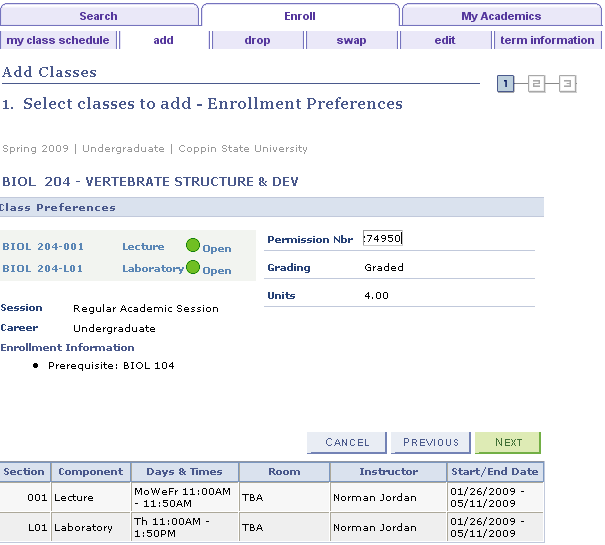 Search Enroll My Academics
my class schedule add drop swap edit term information
Add Classes
1 2 3
1. Select classes to add - Enrollment Preferences
Spring 2009 | Undergraduate | Coppin State University
BIOL 204 - VERTEBRATE STRUCTURE & DEV
Class Preferences
BIOL 204-001 Lecture Open
BIOL 204-L01 Laboratory Open
Permission Nbr 74950
Grading Graded
Units 4.00
Session Regular Academic Session
Career Undergraduate
Enrollment Information
• Prerequisite: BIOL 104
CANCEL PREVIOUS NEXT
Section Component Days & Times Room Instructor Start/End Date
001 Lecture MoWeFr 11:00AM - 11:50AM TBA Norman Jordan 01/26/2009 - 05/11/2009
L01 Laboratory Th 11:00AM - 1:50PM TBA Norman Jordan 01/26/2009 - 05/11/2009